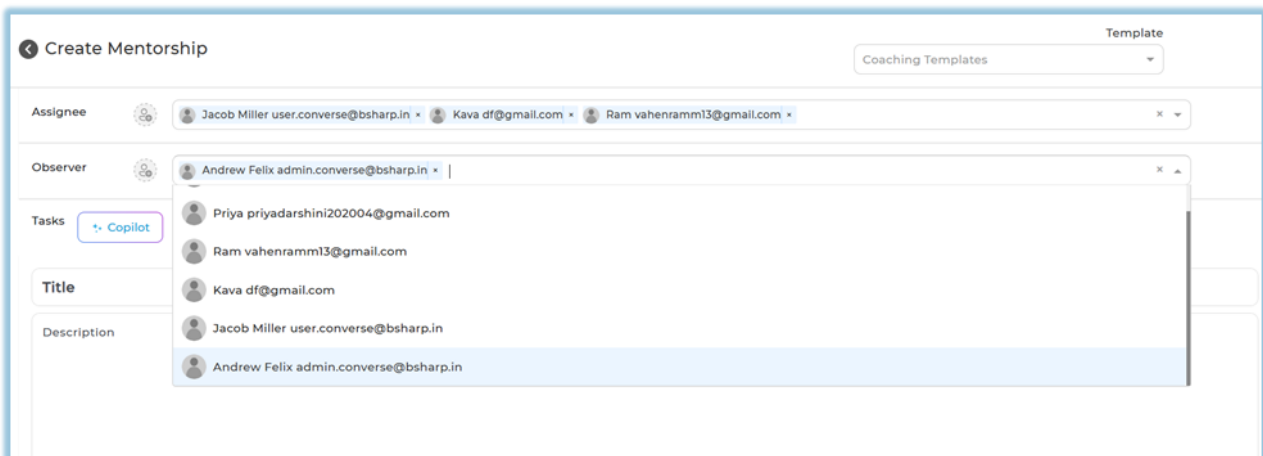 Create Mentorship
Template
Coaching Templates
Assignee
Jacob Miller user.converse@bsharp.in × Kava df@gmail.com × Ram vahenramm13@gmail.com ×
×
Observer
Andrew Felix admin.converse@bsharp.in ×
×
Tasks
Copilot
Priya priyadarshini202004@gmail.com
Ram vahenramm13@gmail.com
Title
Kava df@gmail.com
Description
Jacob Miller user.converse@bsharp.in
Andrew Felix admin.converse@bsharp.in